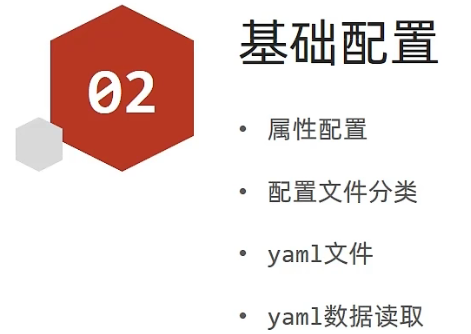 02
基础配置
• 属性配置
• 配置文件分类
• yaml文件
• yaml数据读取